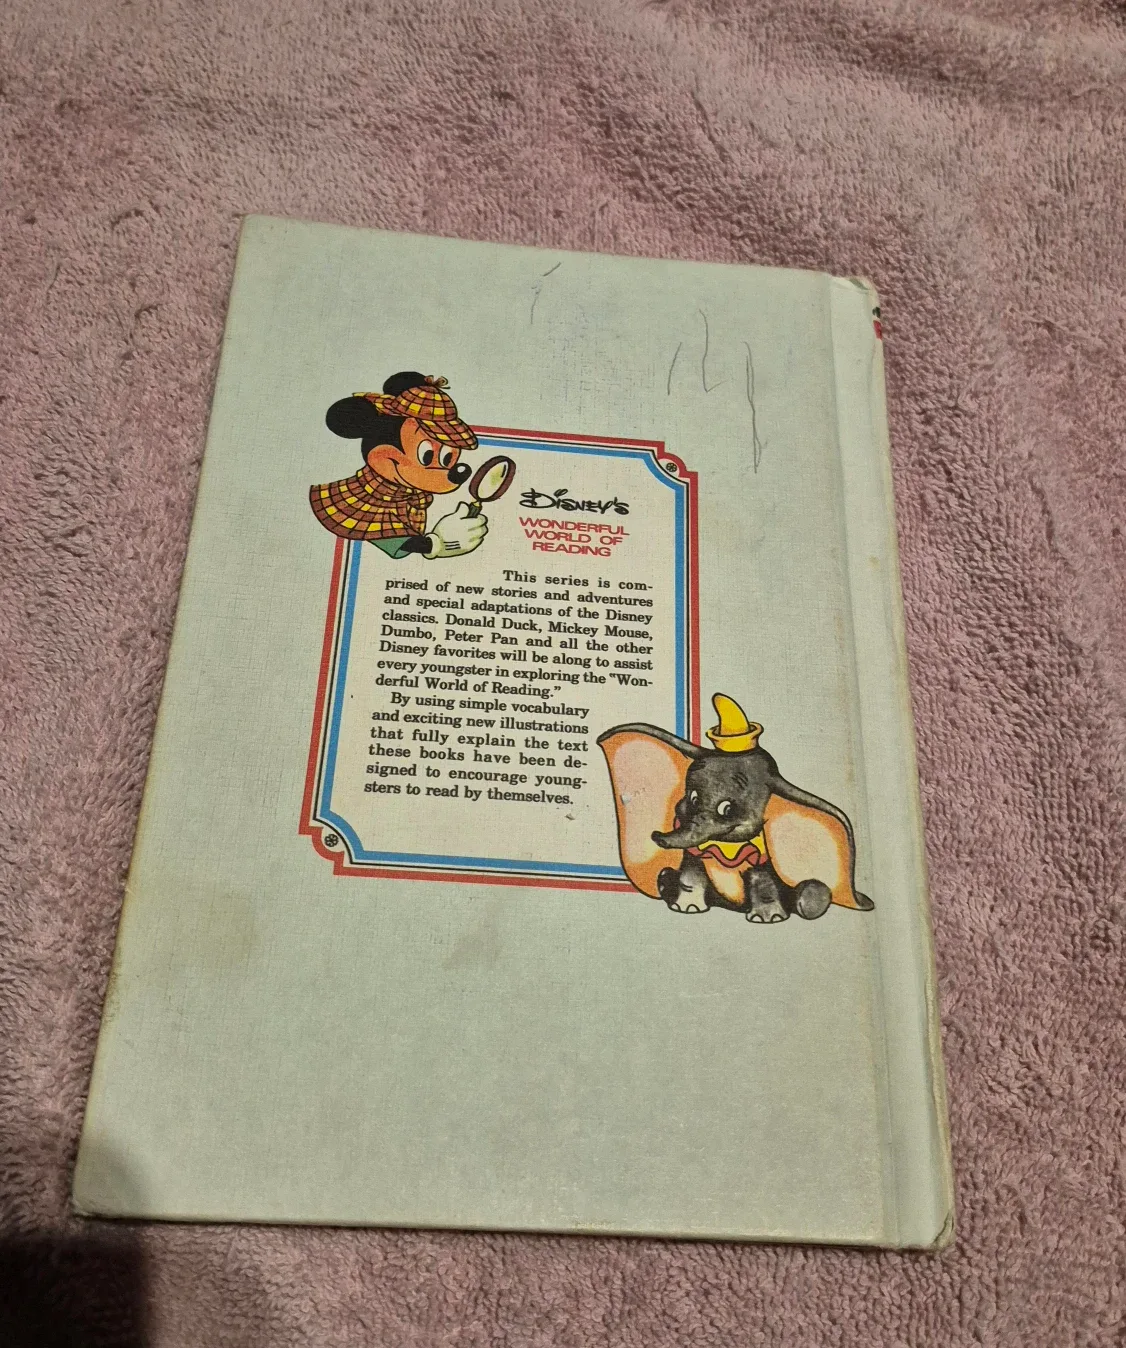 Disney's
WONDERFUL
WORLD OF
READING
This series is com-
prised of new stories and adventures
and special adaptations of the Disney
classics. Donald Duck, Mickey Mouse,
Dumbo, Peter Pan and all the other
Disney favorites will be along to assist
every youngster in exploring the "Won-
derful World of Reading."
By using simple vocabulary
and exciting new illustrations
that fully explain the text
these books have been de-
signed to encourage young-
sters to read by themselves.